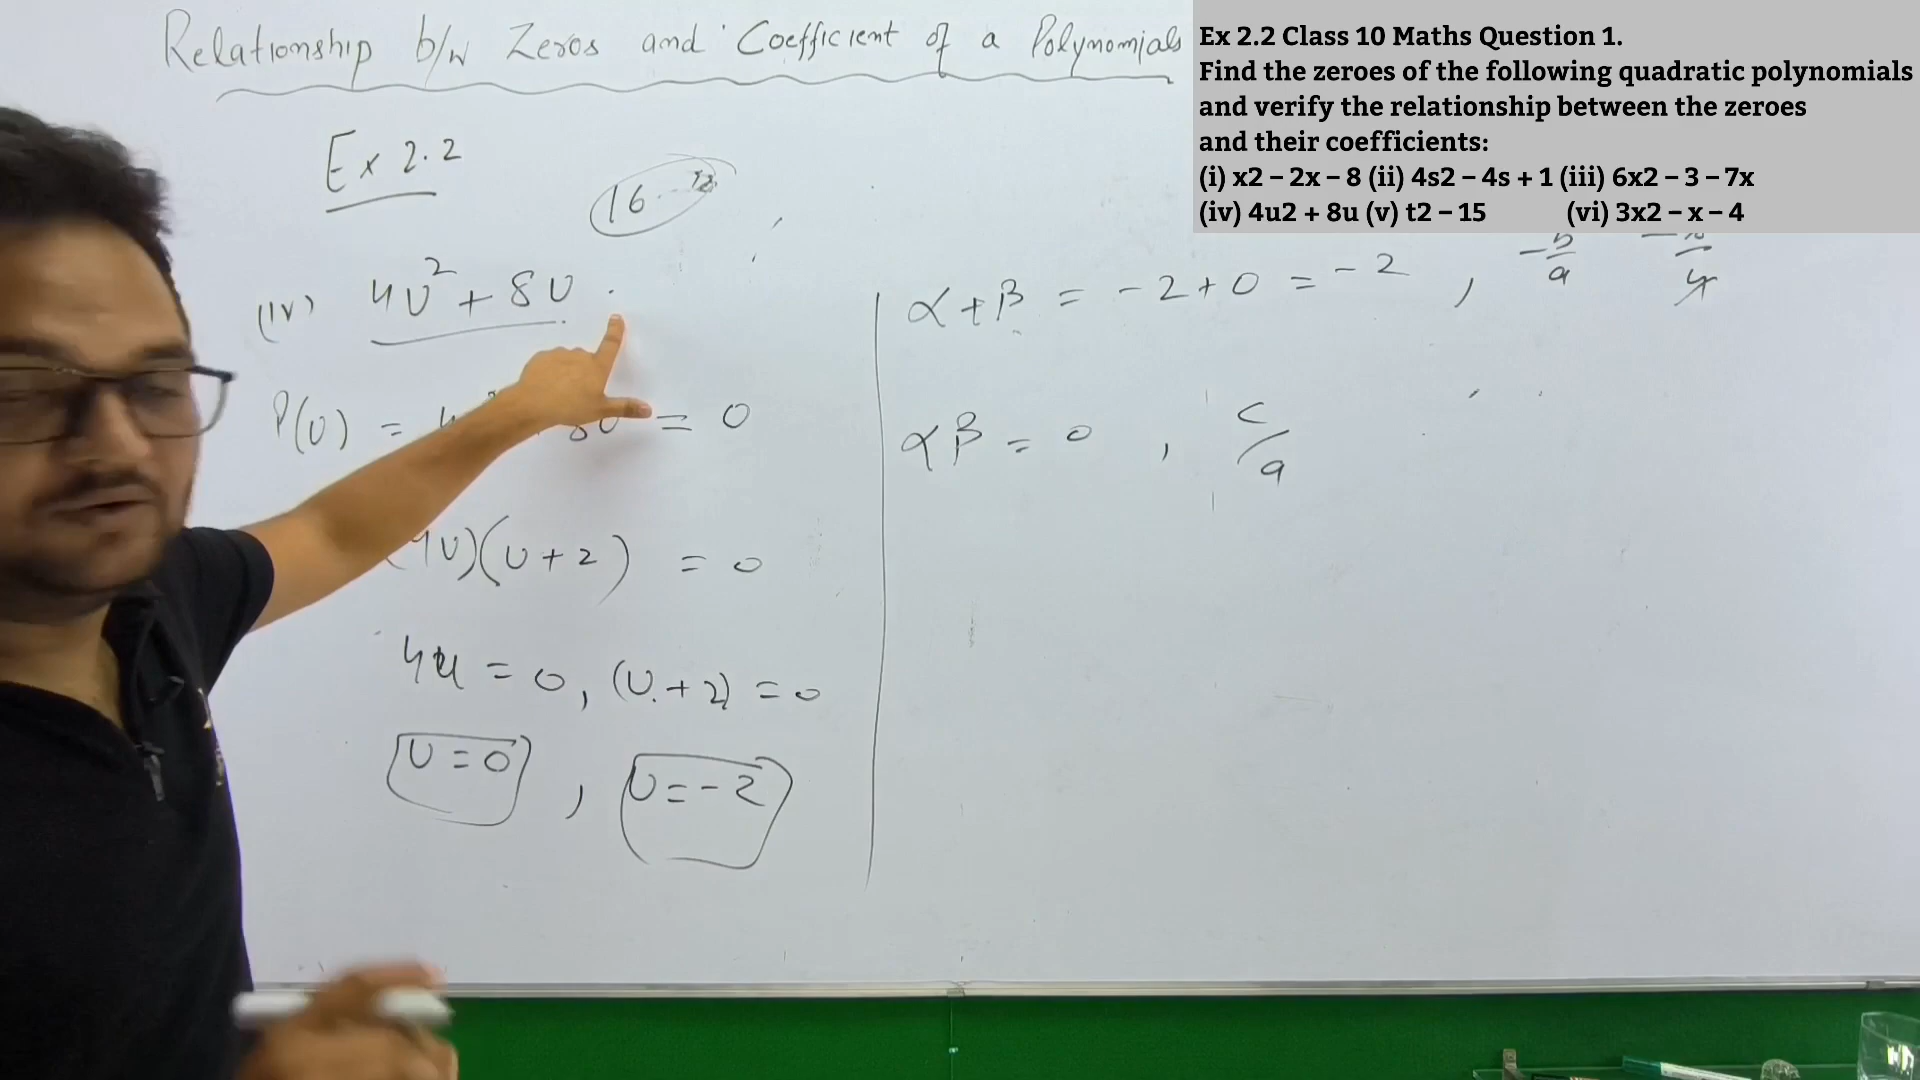 Relationship b/w Zeros and Coefficient of a Polynomials
Ex 2.2 Class 10 Maths Question 1.
Find the zeroes of the following quadratic polynomials
and verify the relationship between the zeroes
and their coefficients:
(i) x2 – 2x – 8 (ii) 4s2 – 4s + 1 (iii) 6x2 – 3 – 7x
(iv) 4u2 + 8u (v) t2 – 15 (vi) 3x2 – x – 4
Ex 2.2
16
(iv) 4U² + 8U
P(U) = 8U = 0
4U)(U + 2) = 0
4u = 0, (U + 2) = 0
U = 0 , U = -2
α + β = -2 + 0 = -2 , -b/a
αβ = 0 , c/a